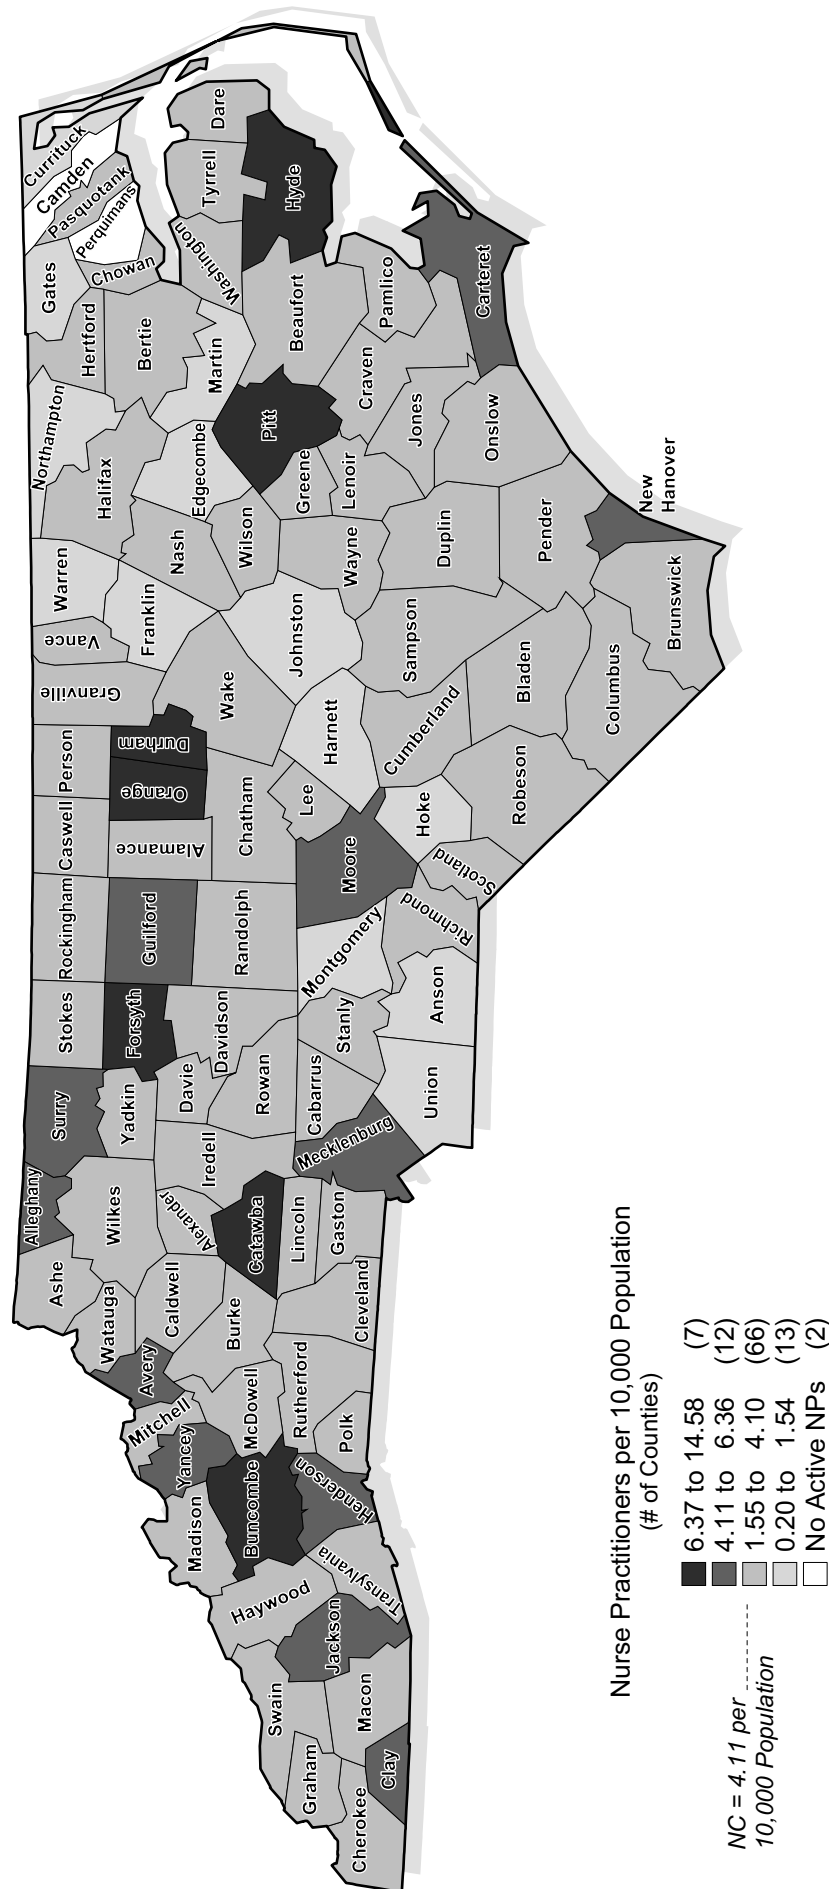 Cherokee
Graham
Clay
Swain
Macon
Jackson
Haywood
Transylvania
Madison
Buncombe
Henderson
Yancey
Mitchell
McDowell
Polk
Rutherford
Avery
Watauga
Ashe
Alleghany
Caldwell
Burke
Cleveland
Wilkes
Alexander
Catawba
Lincoln
Gaston
Surry
Yadkin
Iredell
Davie
Rowan
Cabarrus
Mecklenburg
Stokes
Forsyth
Davidson
Stanly
Union
Anson
Rockingham
Guilford
Randolph
Montgomery
Richmond
Caswell
Alamance
Chatham
Moore
Scotland
Hoke
Person
Orange
Durham
Lee
Harnett
Cumberland
Robeson
Granville
Vance
Wake
Warren
Franklin
Johnston
Sampson
Bladen
Columbus
Brunswick
Northampton
Halifax
Nash
Wilson
Edgecombe
Wayne
Greene
Lenoir
Duplin
Pender
New
Hanover
Hertford
Gates
Bertie
Martin
Pitt
Craven
Jones
Onslow
Currituck
Camden
Pasquotank
Perquimans
Chowan
Washington
Tyrrell
Dare
Beaufort
Hyde
Pamlico
Carteret
Nurse Practitioners per 10,000 Population
(# of Counties)
6.37 to 14.58 (7)
4.11 to 6.36 (12)
1.55 to 4.10 (66)
0.20 to 1.54 (13)
No Active NPs (2)
NC = 4.11 per
10,000 Population